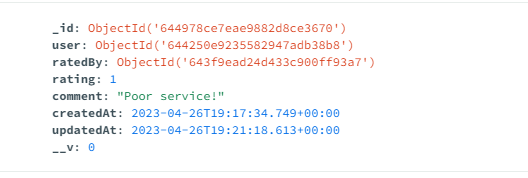 _id: ObjectId('644978ce7eae9882d8ce3670')
user: ObjectId('644250e9235582947adb38b8')
ratedBy: ObjectId('643f9ead24d433c900ff93a7')
rating: 1
comment: "Poor service!"
createdAt: 2023-04-26T19:17:34.749+00:00
updatedAt: 2023-04-26T19:21:18.613+00:00
__v: 0